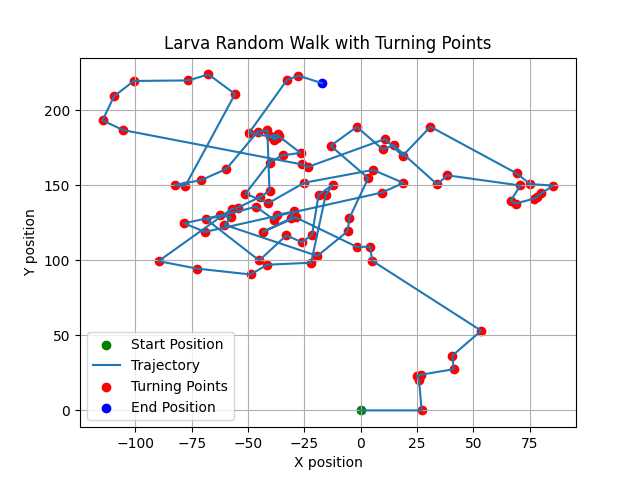 Larva Random Walk with Turning Points
Y position
200
150
100
50
0
Start Position
Trajectory
Turning Points
End Position
−100
−75
−50
−25
0
25
50
75
X position